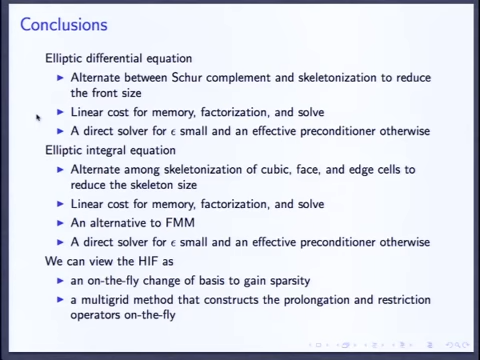 Conclusions
Elliptic differential equation
▶ Alternate between Schur complement and skeletonization to reduce
the front size
▶ Linear cost for memory, factorization, and solve
▶ A direct solver for ϵ small and an effective preconditioner otherwise
Elliptic integral equation
▶ Alternate among skeletonization of cubic, face, and edge cells to
reduce the skeleton size
▶ Linear cost for memory, factorization, and solve
▶ An alternative to FMM
▶ A direct solver for ϵ small and an effective preconditioner otherwise
We can view the HIF as
▶ an on-the-fly change of basis to gain sparsity
▶ a multigrid method that constructs the prolongation and restriction
operators on-the-fly